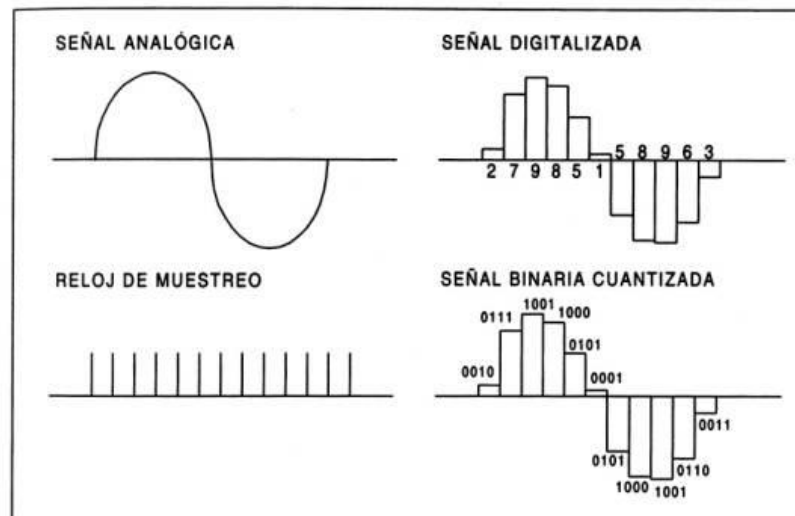 SEÑAL ANALÓGICA
SEÑAL DIGITALIZADA
5 8 9 6 3
2 7 9 8 5 1
RELOJ DE MUESTREO
SEÑAL BINARIA CUANTIZADA
1001
0111
1000
0101
0010
0001
0011
0101
0110
1000
1001